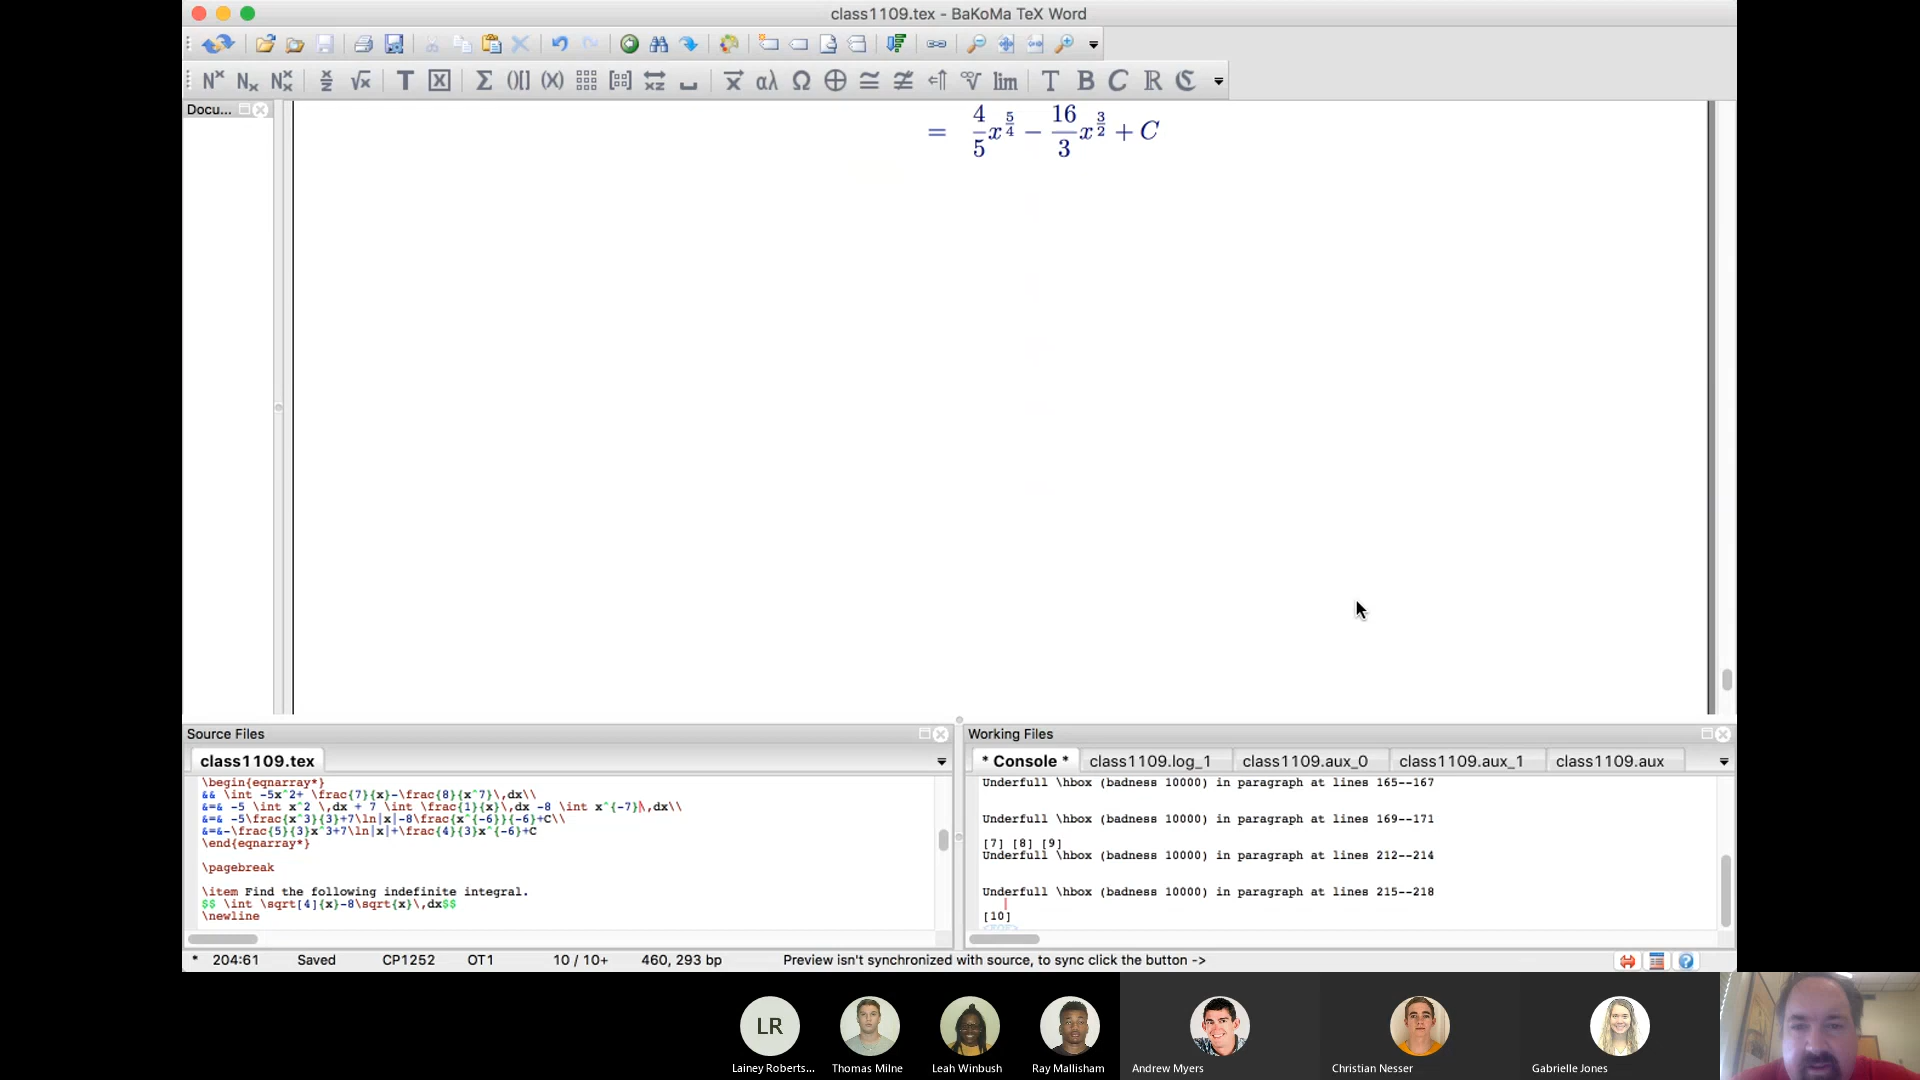 class1109.tex - BaKoMa TeX Word
Docu...
= 4/5 x^{5/4} − 16/3 x^{3/2} + C
Source Files
class1109.tex
\begin{eqnarray*}
&& \int -5x^2+ \frac{7}{x}-\frac{8}{x^7}\,dx\\
&=& -5 \int x^2 \,dx + 7 \int \frac{1}{x}\,dx -8 \int x^{-7}\,dx\\
&=& -5\frac{x^3}{3}+7\ln|x|-8\frac{x^{-6}}{-6}+C\\
&=&-\frac{5}{3}x^3+7\ln|x|+\frac{4}{3}x^{-6}+C
\end{eqnarray*}
\pagebreak
\item Find the following indefinite integral.
$$ \int \sqrt[4]{x}-8\sqrt{x}\,dx$$
\newline
Working Files
* Console * class1109.log_1 class1109.aux_0 class1109.aux_1 class1109.aux
Underfull \hbox (badness 10000) in paragraph at lines 165--167
Underfull \hbox (badness 10000) in paragraph at lines 169--171
[7] [8] [9]
Underfull \hbox (badness 10000) in paragraph at lines 212--214
Underfull \hbox (badness 10000) in paragraph at lines 215--218
[10]
* 204:61 Saved CP1252 OT1 10 / 10+ 460, 293 bp Preview isn't synchronized with source, to sync click the button ->
LR
Lainey Roberts... Thomas Milne Leah Winbush Ray Mallisham Andrew Myers Christian Nesser Gabrielle Jones